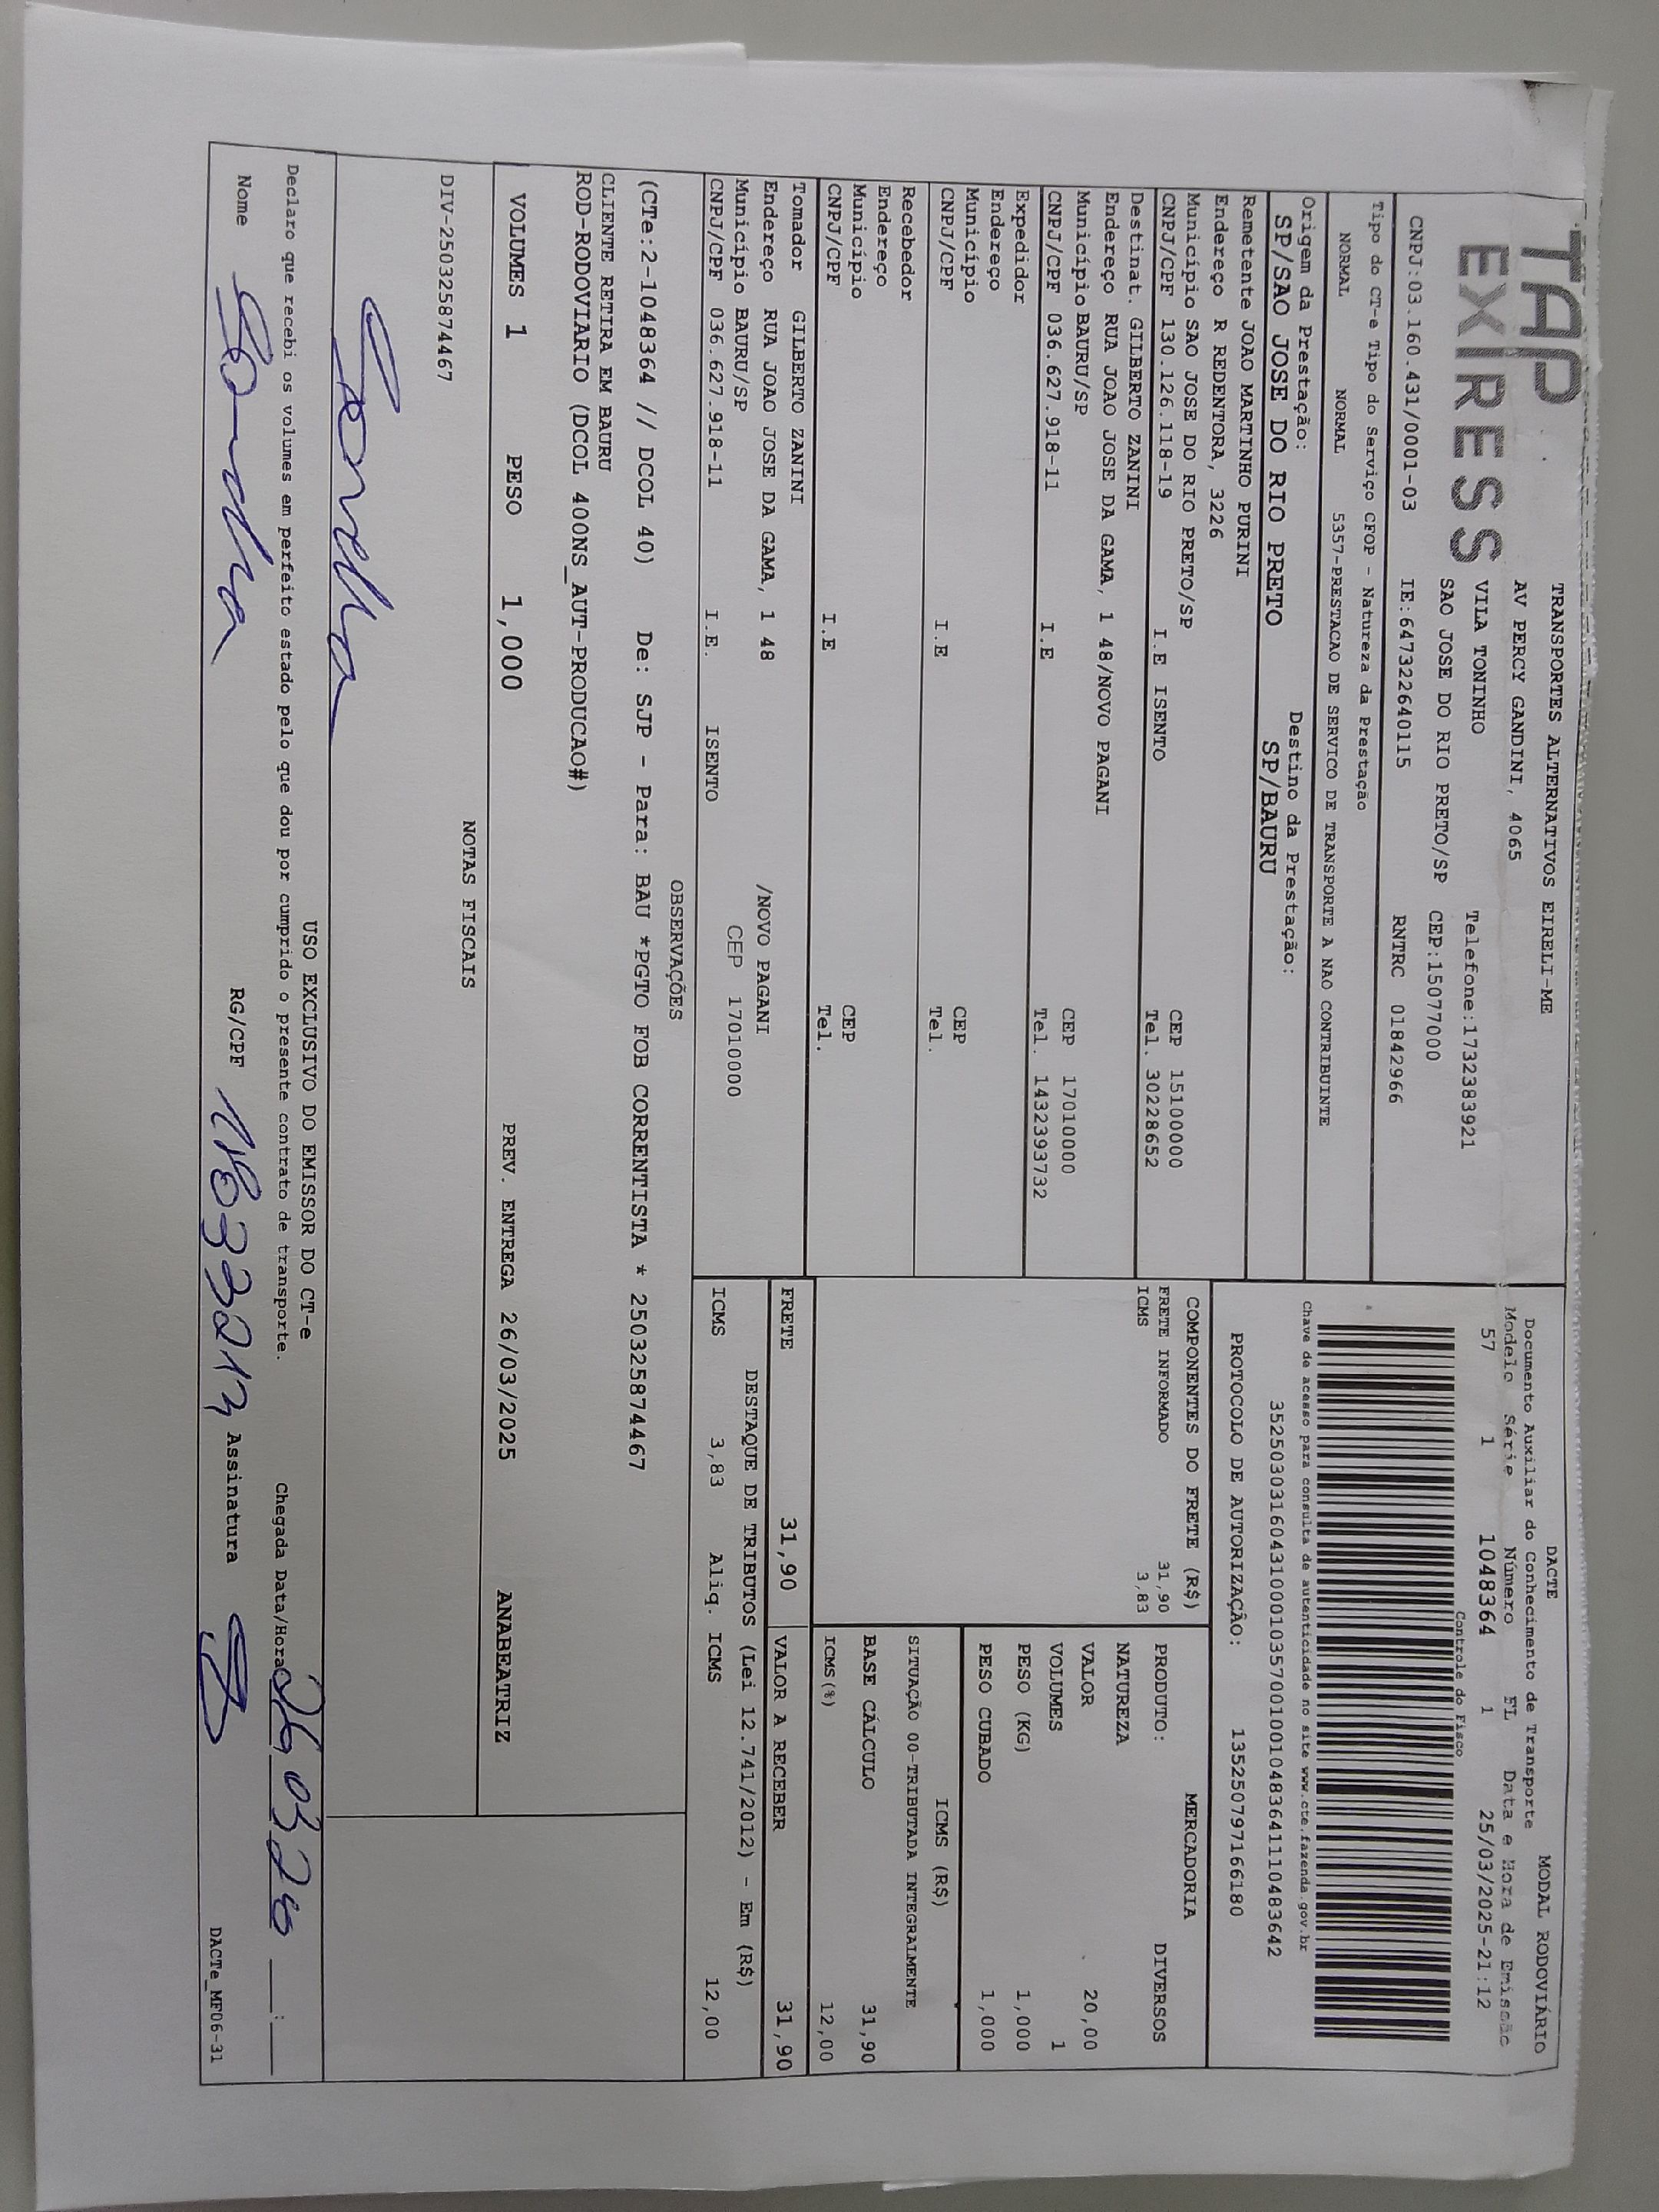 TAP
EXPRESS
TRANSPORTES ALTERNATIVOS EIRELI-ME
AV PERCY GANDINI, 4065
VILA TONINHO Telefone:1732383921
SAO JOSE DO RIO PRETO/SP CEP:15077000
CNPJ:03.160.431/0001-03 IE:647322640115 RNTRC 01842966
Tipo do CT-e Tipo do Serviço CFOP - Natureza da Prestação
NORMAL NORMAL 5357-PRESTACAO DE SERVICO DE TRANSPORTE A NAO CONTRIBUINTE
Origem da Prestação: Destino da Prestação:
SP/SAO JOSE DO RIO PRETO SP/BAURU
Remetente JOAO MARTINHO PURINI
Endereço R REDENTORA, 3226
Município SAO JOSE DO RIO PRETO/SP CEP 15100000
CNPJ/CPF 130.126.118-19 I.E ISENTO Tel. 30228652
Destinat. GILBERTO ZANINI
Endereço RUA JOAO JOSE DA GAMA, 1 48/NOVO PAGANI
Município BAURU/SP CEP 17010000
CNPJ/CPF 036.627.918-11 I.E Tel. 1432393732
Expedidor
Endereço
Município CEP
CNPJ/CPF I.E Tel.
Recebedor
Endereço
Município CEP
CNPJ/CPF I.E Tel.
Tomador GILBERTO ZANINI
Endereço RUA JOAO JOSE DA GAMA, 1 48 /NOVO PAGANI
Município BAURU/SP CEP 17010000
CNPJ/CPF 036.627.918-11 I.E. ISENTO
DACTE MODAL RODOVIÁRIO
Documento Auxiliar do Conhecimento de Transporte
Modelo Série Número FL Data e Hora de Emissão
57 1 1048364 1 25/03/2025-21:12
Controle do Fisco
Chave de acesso para consulta de autenticidade no site www.cte.fazenda.gov.br
35250303160431000103570010010483641110483642
PROTOCOLO DE AUTORIZAÇÃO: 135250797166180
COMPONENTES DO FRETE (R$)
FRETE INFORMADO 31,90
ICMS 3,83
MERCADORIA
PRODUTO: DIVERSOS
NATUREZA
VALOR 20,00
VOLUMES 1
PESO (KG) 1,000
PESO CUBADO 1,000
ICMS (R$)
SITUAÇÃO 00-TRIBUTADA INTEGRALMENTE
BASE CÁLCULO 31,90
ICMS(%) 12,00
FRETE 31,90 VALOR A RECEBER 31,90
DESTAQUE DE TRIBUTOS (Lei 12.741/2012) - Em (R$)
ICMS 3,83 Aliq. ICMS 12,00
OBSERVAÇÕES
(CTe:2-1048364 // DCOL 40) De: SJP - Para: BAU *PGTO FOB CORRENTISTA * 250325874467
CLIENTE RETIRA EM BAURU
ROD-RODOVIARIO (DCOL 400NS_AUT-PRODUCAO#)
VOLUMES 1 PESO 1,000 PREV. ENTREGA 26/03/2025 ANABEATRIZ
NOTAS FISCAIS
DIV-250325874467
USO EXCLUSIVO DO EMISSOR DO CT-e
Declaro que recebi os volumes em perfeito estado pelo que dou por cumprido o presente contrato de transporte. Chegada Data/Hora ___:___
Nome RG/CPF Assinatura
DACTe_MF06-31